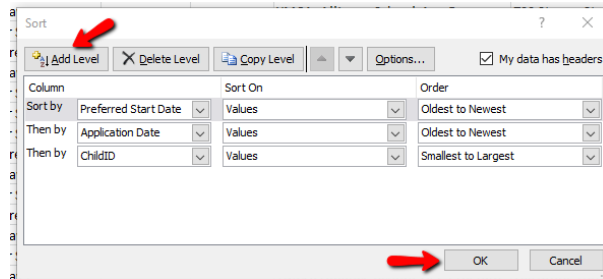 Sort ? ×
Add Level Delete Level Copy Level Options... My data has headers
Column Sort On Order
Sort by Preferred Start Date Values Oldest to Newest
Then by Application Date Values Oldest to Newest
Then by ChildID Values Smallest to Largest
OK Cancel